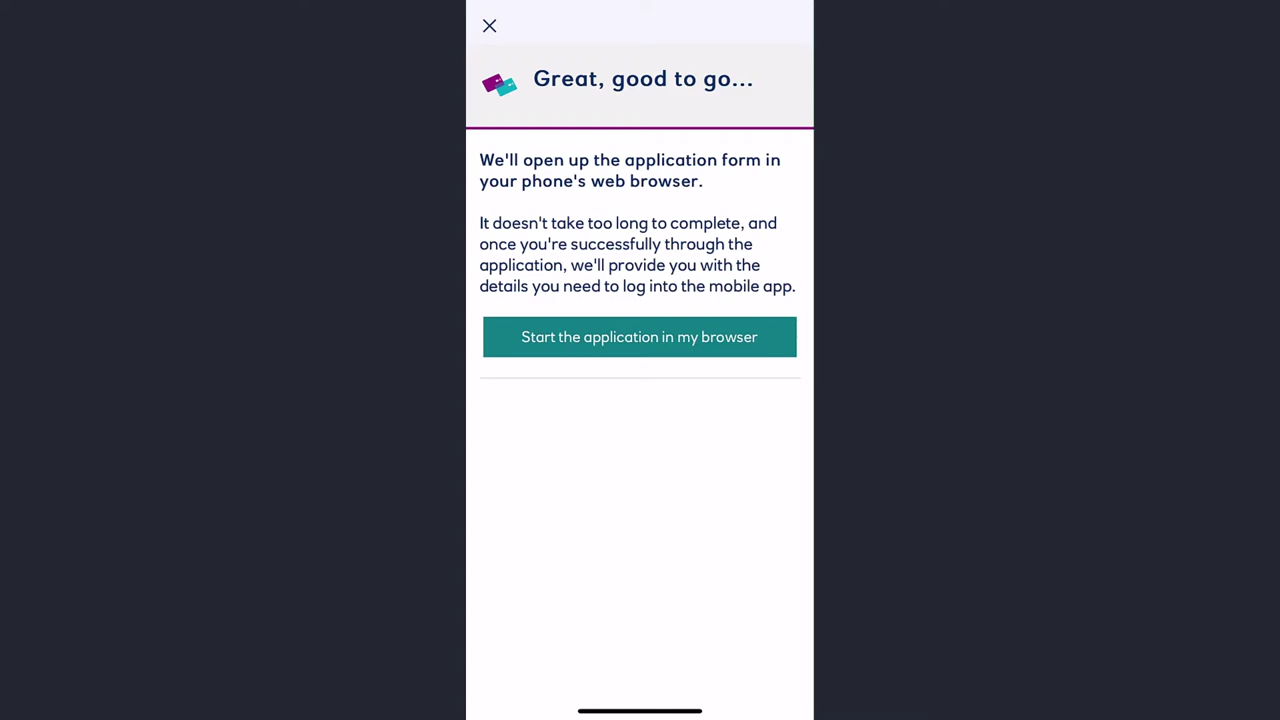 Great, good to go...
We'll open up the application form in
your phone's web browser.
It doesn't take too long to complete, and
once you're successfully through the
application, we'll provide you with the
details you need to log into the mobile app.
Start the application in my browser